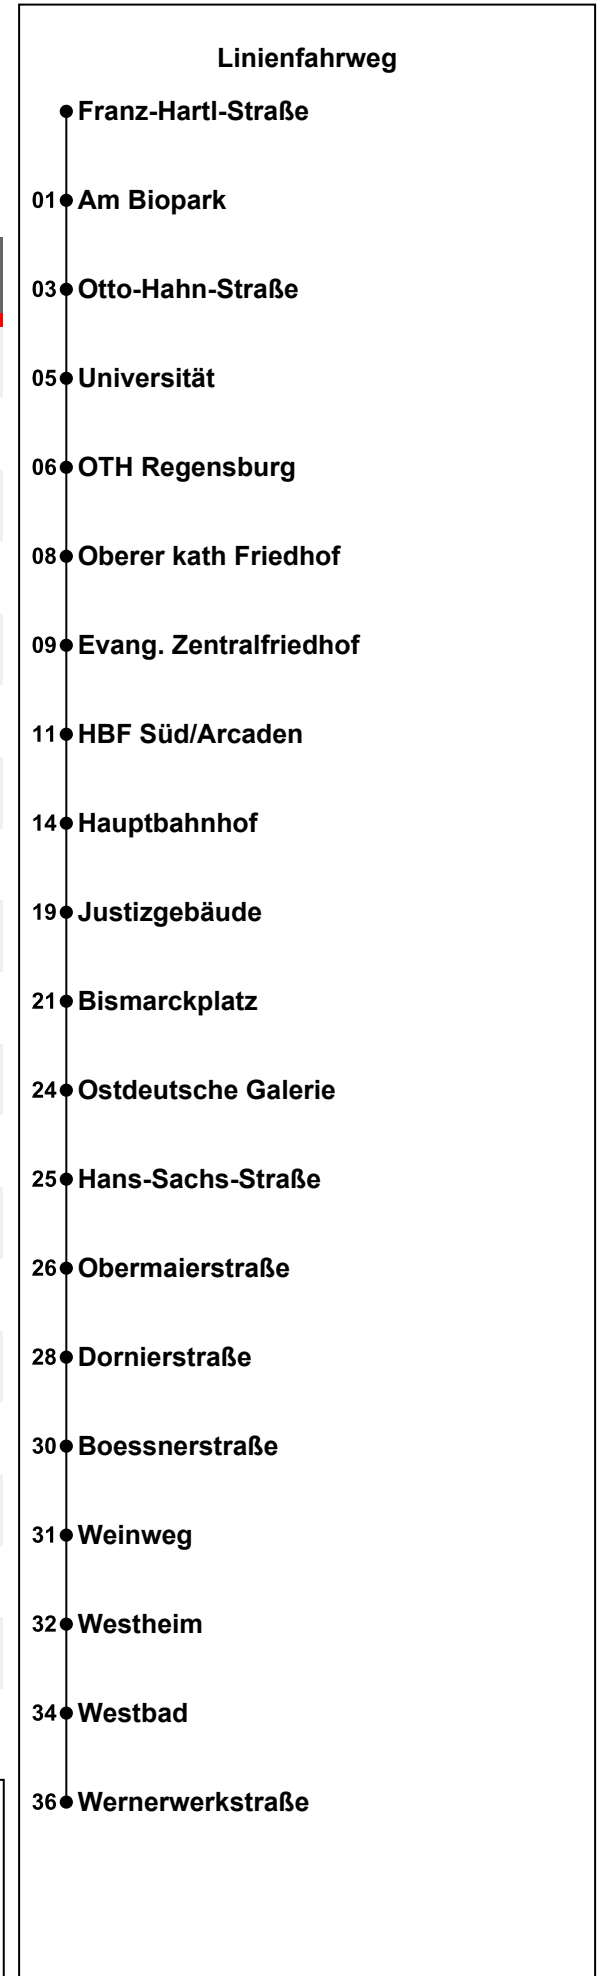 Linienfahrweg
Franz-Hartl-Straße
01 Am Biopark
03 Otto-Hahn-Straße
05 Universität
06 OTH Regensburg
08 Oberer kath Friedhof
09 Evang. Zentralfriedhof
11 HBF Süd/Arcaden
14 Hauptbahnhof
19 Justizgebäude
21 Bismarckplatz
24 Ostdeutsche Galerie
25 Hans-Sachs-Straße
26 Obermaierstraße
28 Dornierstraße
30 Boessnerstraße
31 Weinweg
32 Westheim
34 Westbad
36 Wernerwerkstraße